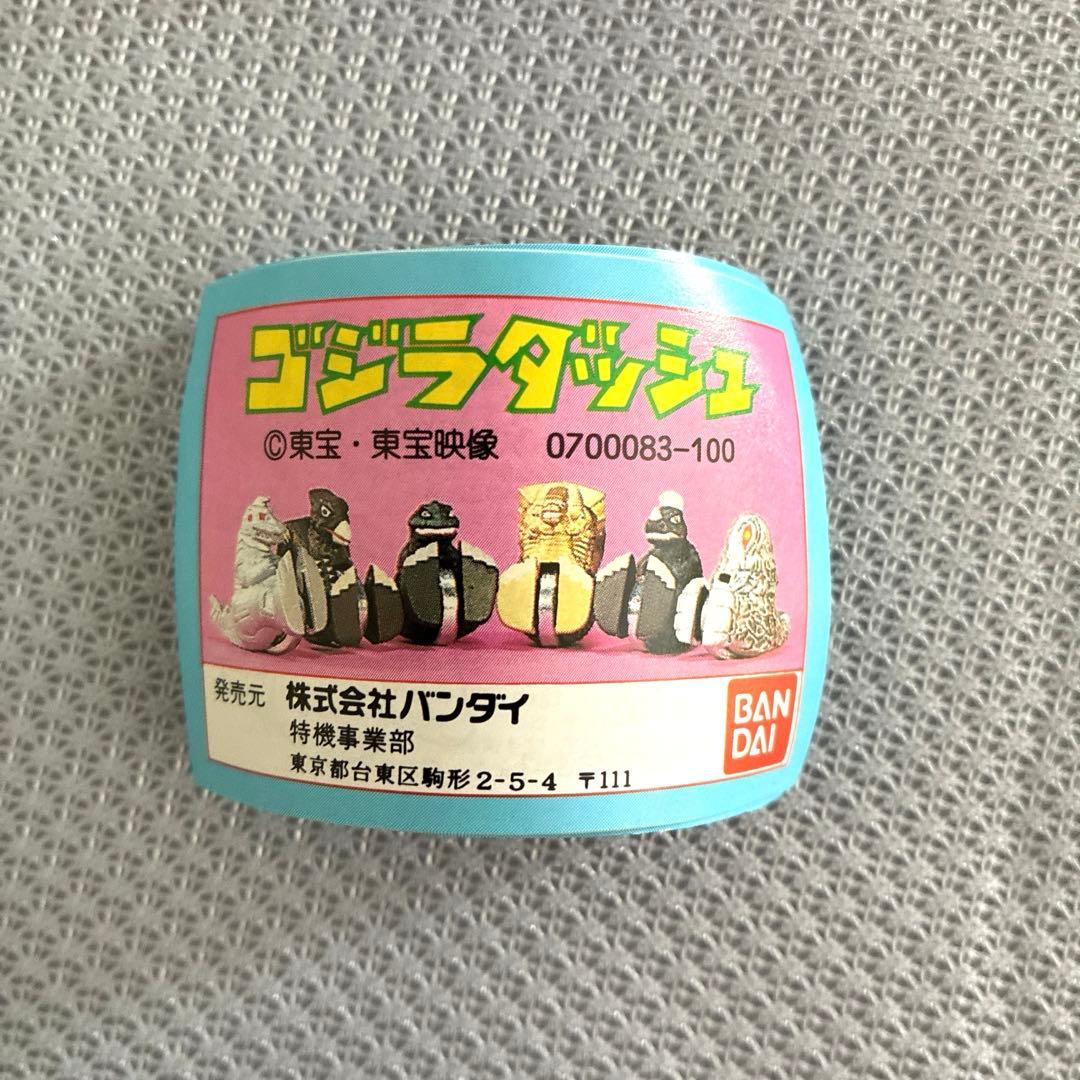 ゴジラダッシュ
©東宝・東宝映像 0700083-100
発売元 株式会社バンダイ
特機事業部
東京都台東区駒形2-5-4 〒111
BAN
DAI